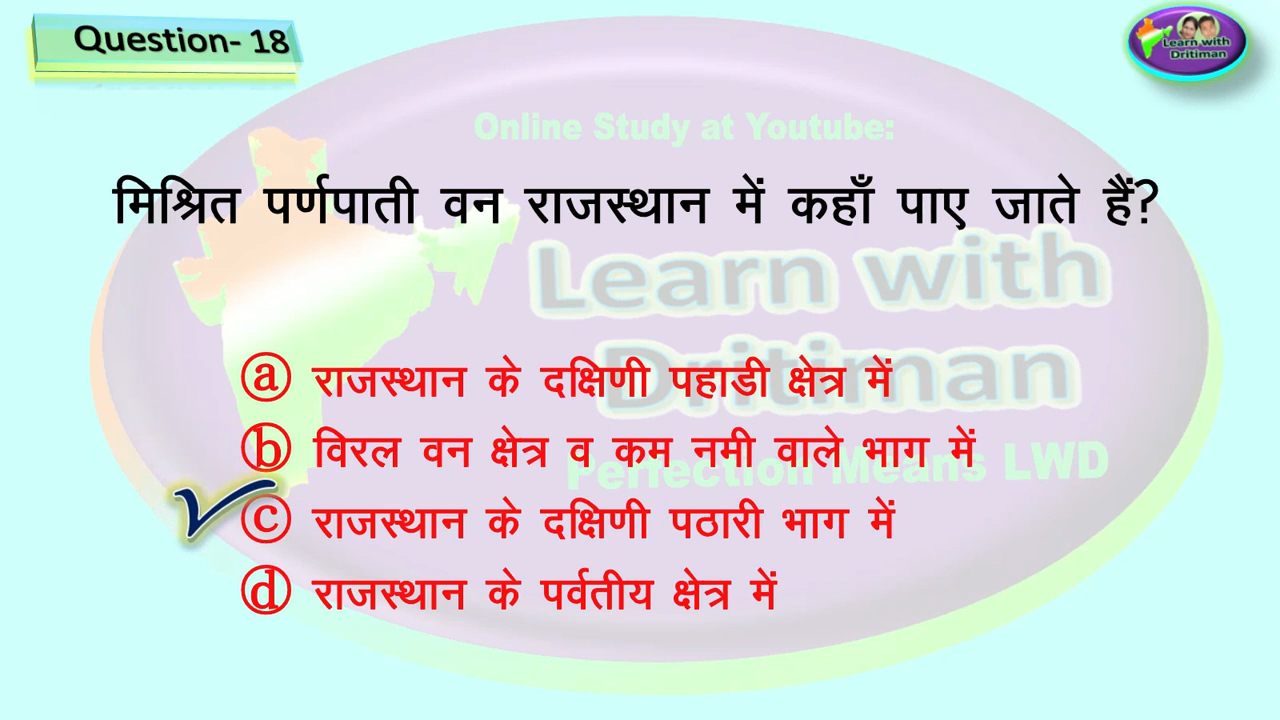 Question- 18
Learn with
Dritiman
Online Study at Youtube:
मिश्रित पर्णपाती वन राजस्थान में कहाँ पाए जाते हैं?
Learn with
Dritiman
Perfection Means LWD
ⓐ राजस्थान के दक्षिणी पहाडी क्षेत्र में
ⓑ विरल वन क्षेत्र व कम नमी वाले भाग में
ⓒ राजस्थान के दक्षिणी पठारी भाग में
ⓓ राजस्थान के पर्वतीय क्षेत्र में